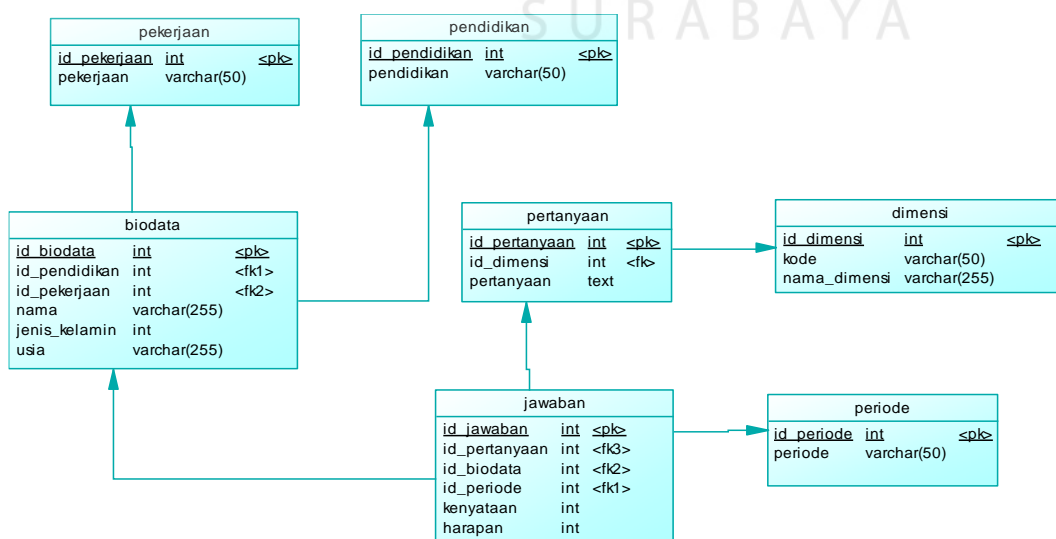 SURABAYA
pekerjaan
id_pekerjaan int <pk>
pekerjaan varchar(50)
pendidikan
id_pendidikan int <pk>
pendidikan varchar(50)
biodata
id_biodata int <pk>
id_pendidikan int <fk1>
id_pekerjaan int <fk2>
nama varchar(255)
jenis_kelamin int
usia varchar(255)
pertanyaan
id_pertanyaan int <pk>
id_dimensi int <fk>
pertanyaan text
dimensi
id_dimensi int <pk>
kode varchar(50)
nama_dimensi varchar(255)
jawaban
id_jawaban int <pk>
id_pertanyaan int <fk3>
id_biodata int <fk2>
id_periode int <fk1>
kenyataan int
harapan int
periode
id_periode int <pk>
periode varchar(50)